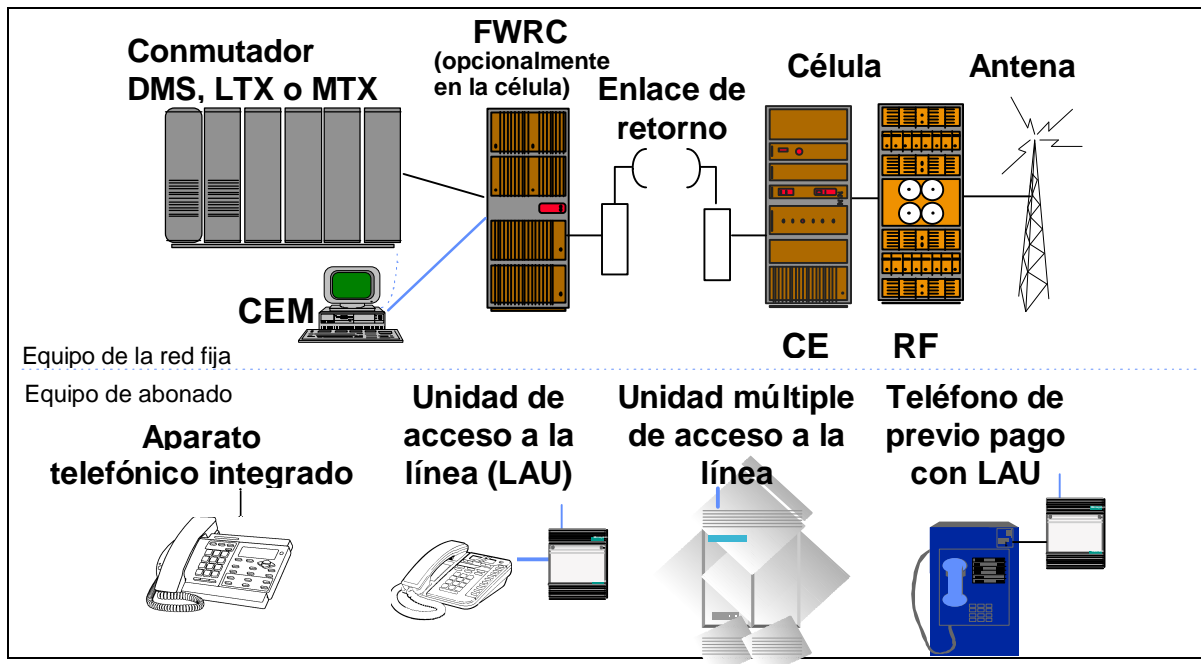 Conmutador
DMS, LTX o MTX
FWRC
(opcionalmente
en la célula)
Enlace de
retorno
Célula
Antena
CEM
CE
RF
Equipo de la red fija
Equipo de abonado
Aparato
telefónico integrado
Unidad de
acceso a la
línea (LAU)
Unidad múltiple
de acceso a la
línea
Teléfono de
previo pago
con LAU